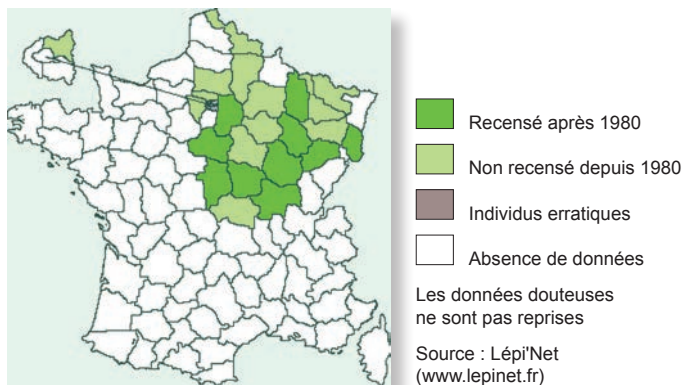 Recensé après 1980
Non recensé depuis 1980
Individus erratiques
Absence de données
Les données douteuses
ne sont pas reprises
Source : Lépi'Net
(www.lepinet.fr)